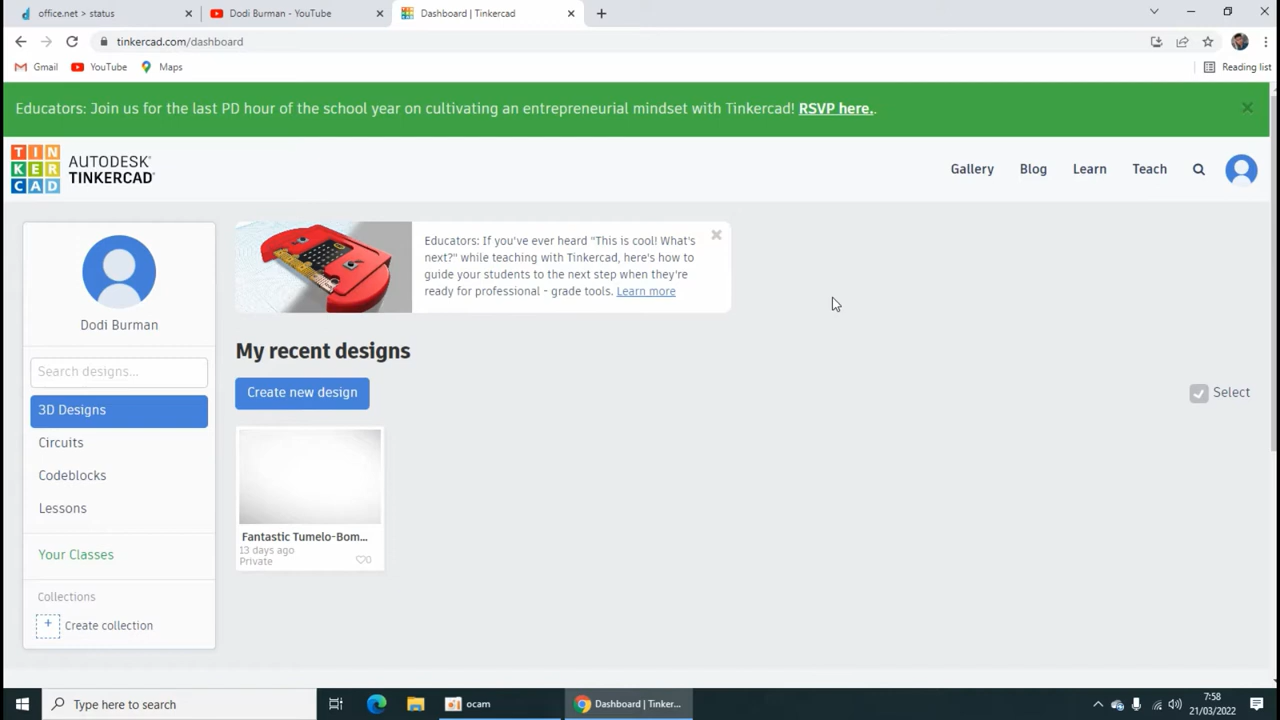 office.net > status
Dodi Burman - YouTube
Dashboard | Tinkercad
tinkercad.com/dashboard
Gmail
YouTube
Maps
Reading list
Educators: Join us for the last PD hour of the school year on cultivating an entrepreneurial mindset with Tinkercad! RSVP here..
TIN
KER
CAD
AUTODESK®
TINKERCAD®
Gallery
Blog
Learn
Teach
Dodi Burman
Search designs...
3D Designs
Circuits
Codeblocks
Lessons
Your Classes
Collections
+ Create collection
Educators: If you've ever heard "This is cool! What's
next?" while teaching with Tinkercad, here's how to
guide your students to the next step when they're
ready for professional - grade tools. Learn more
My recent designs
Create new design
Select
Fantastic Tumelo-Bom...
13 days ago
Private
0
Type here to search
ocam
Dashboard | Tinker...
7:58
21/03/2022